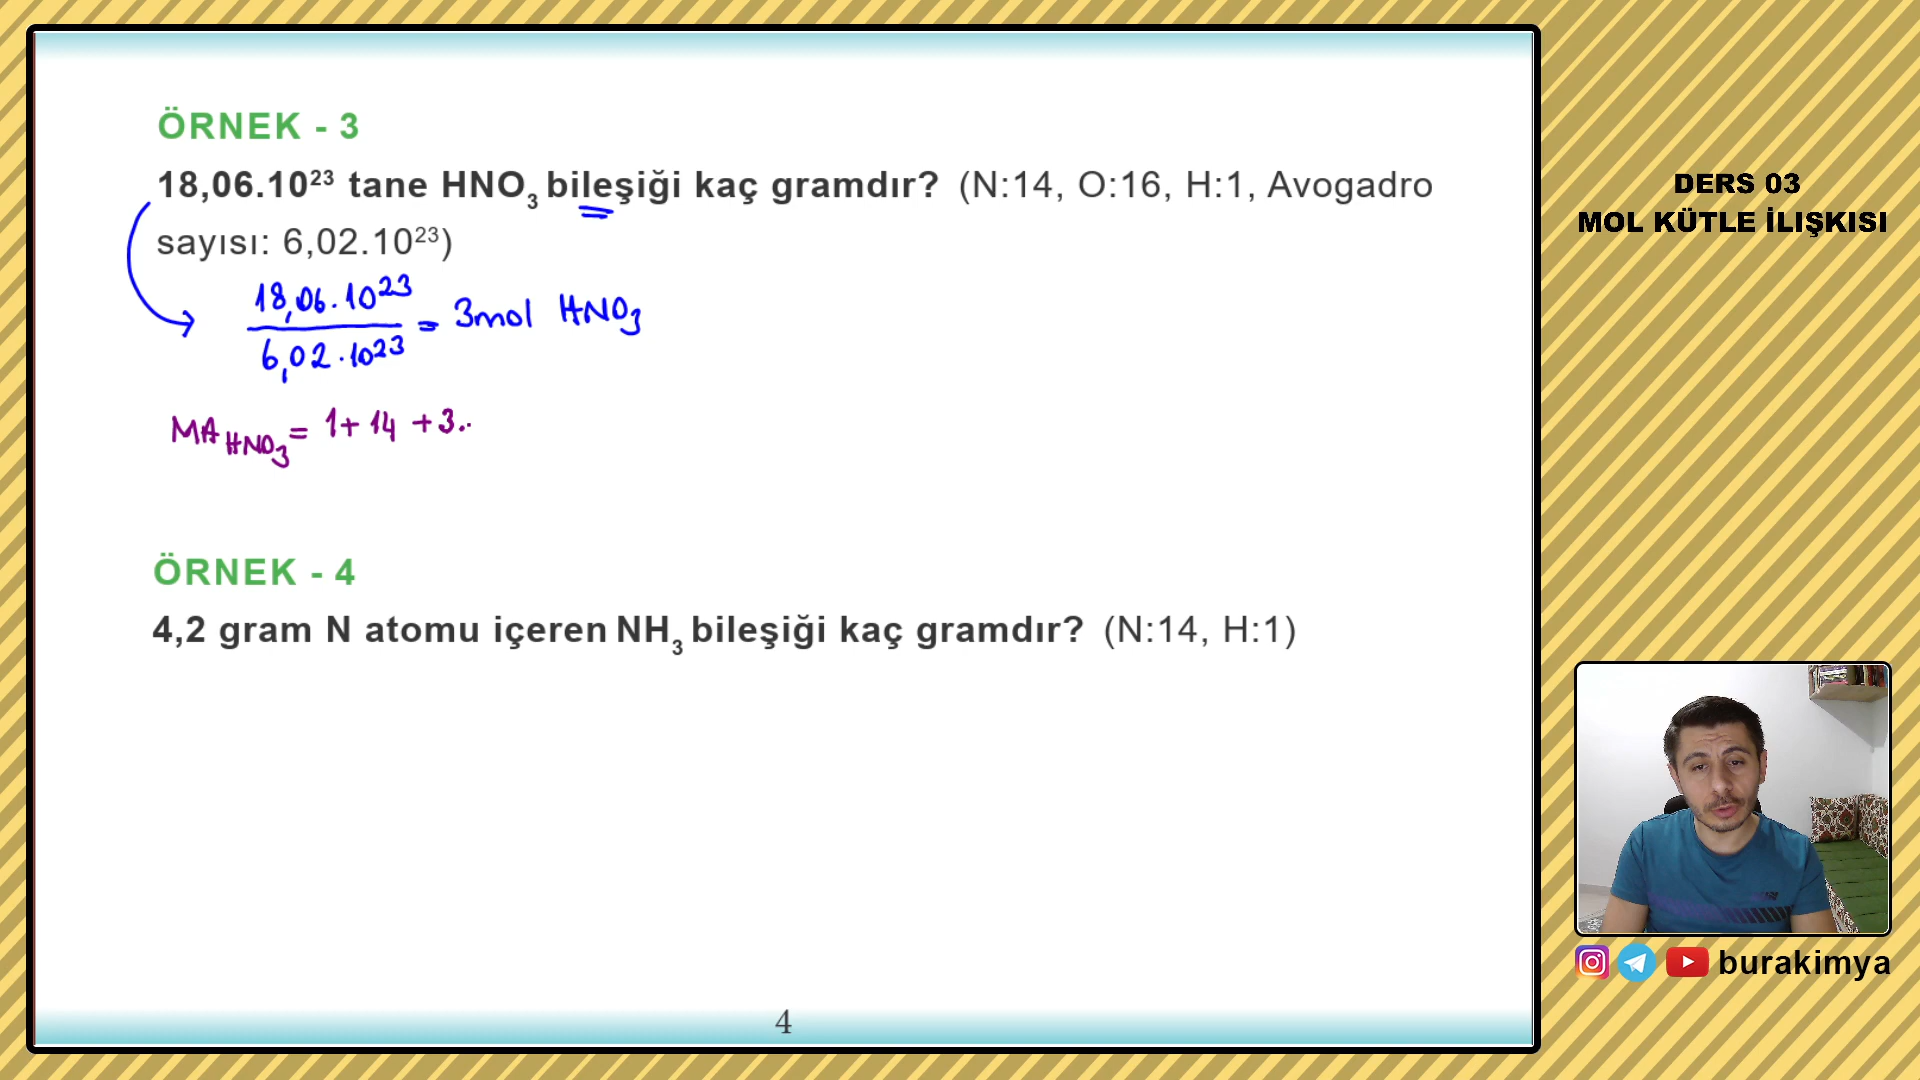 ÖRNEK - 3
18,06.10²³ tane HNO₃ bileşiği kaç gramdır? (N:14, O:16, H:1, Avogadro
sayısı: 6,02.10²³)
18,06.10²³
6,02.10²³
= 3mol HNO₃
MA HNO₃ = 1+ 14 +3.
ÖRNEK - 4
4,2 gram N atomu içeren NH₃ bileşiği kaç gramdır? (N:14, H:1)
4
DERS 03
MOL KÜTLE İLIŞKISI
burakimya